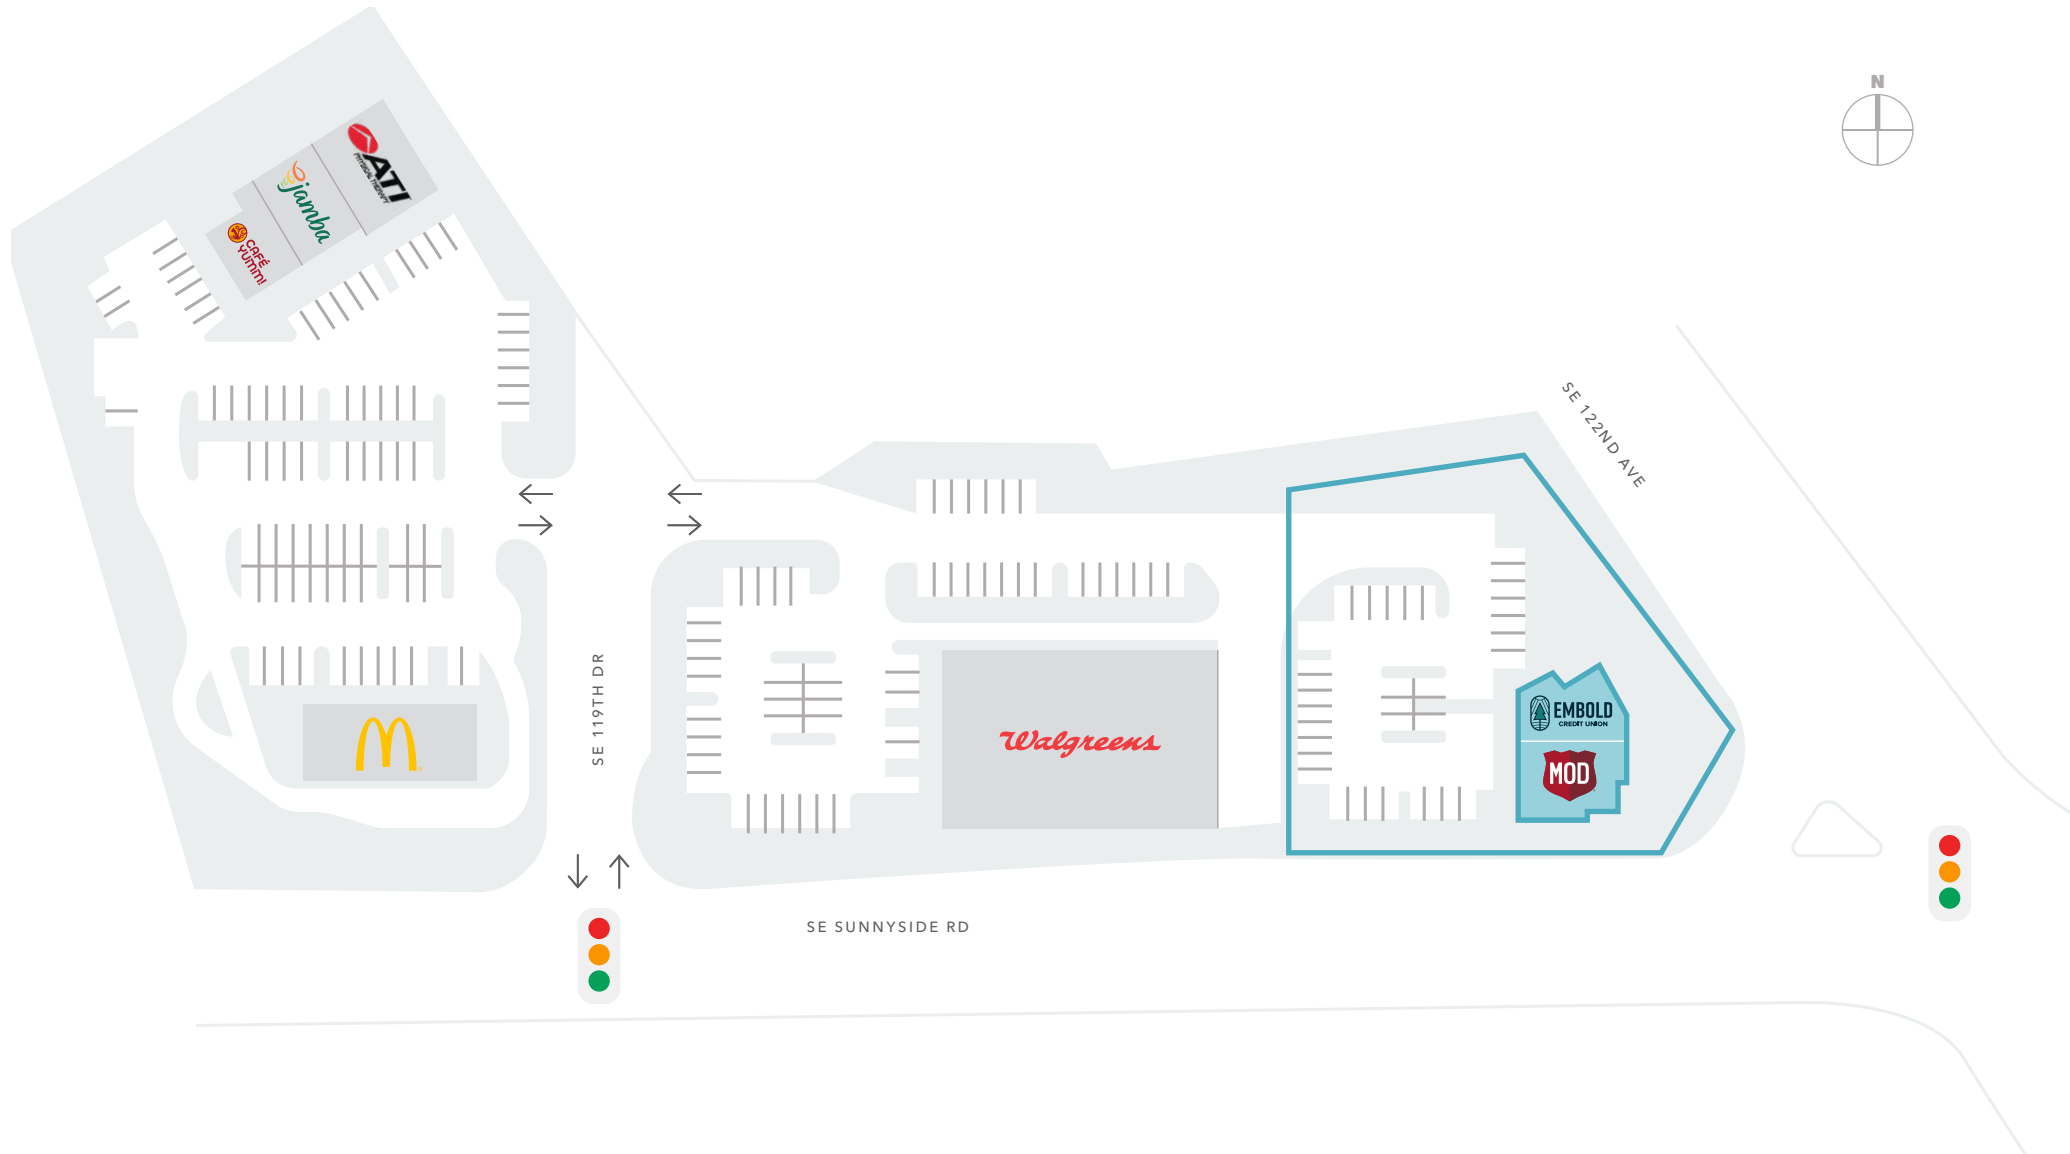 N
ATI
PHYSICAL THERAPY
jamba
CAFÉ
YUMM!
SE 122ND AVE
SE 119TH DR
EMBOLD
CREDIT UNION
MOD
Walgreens
SE SUNNYSIDE RD